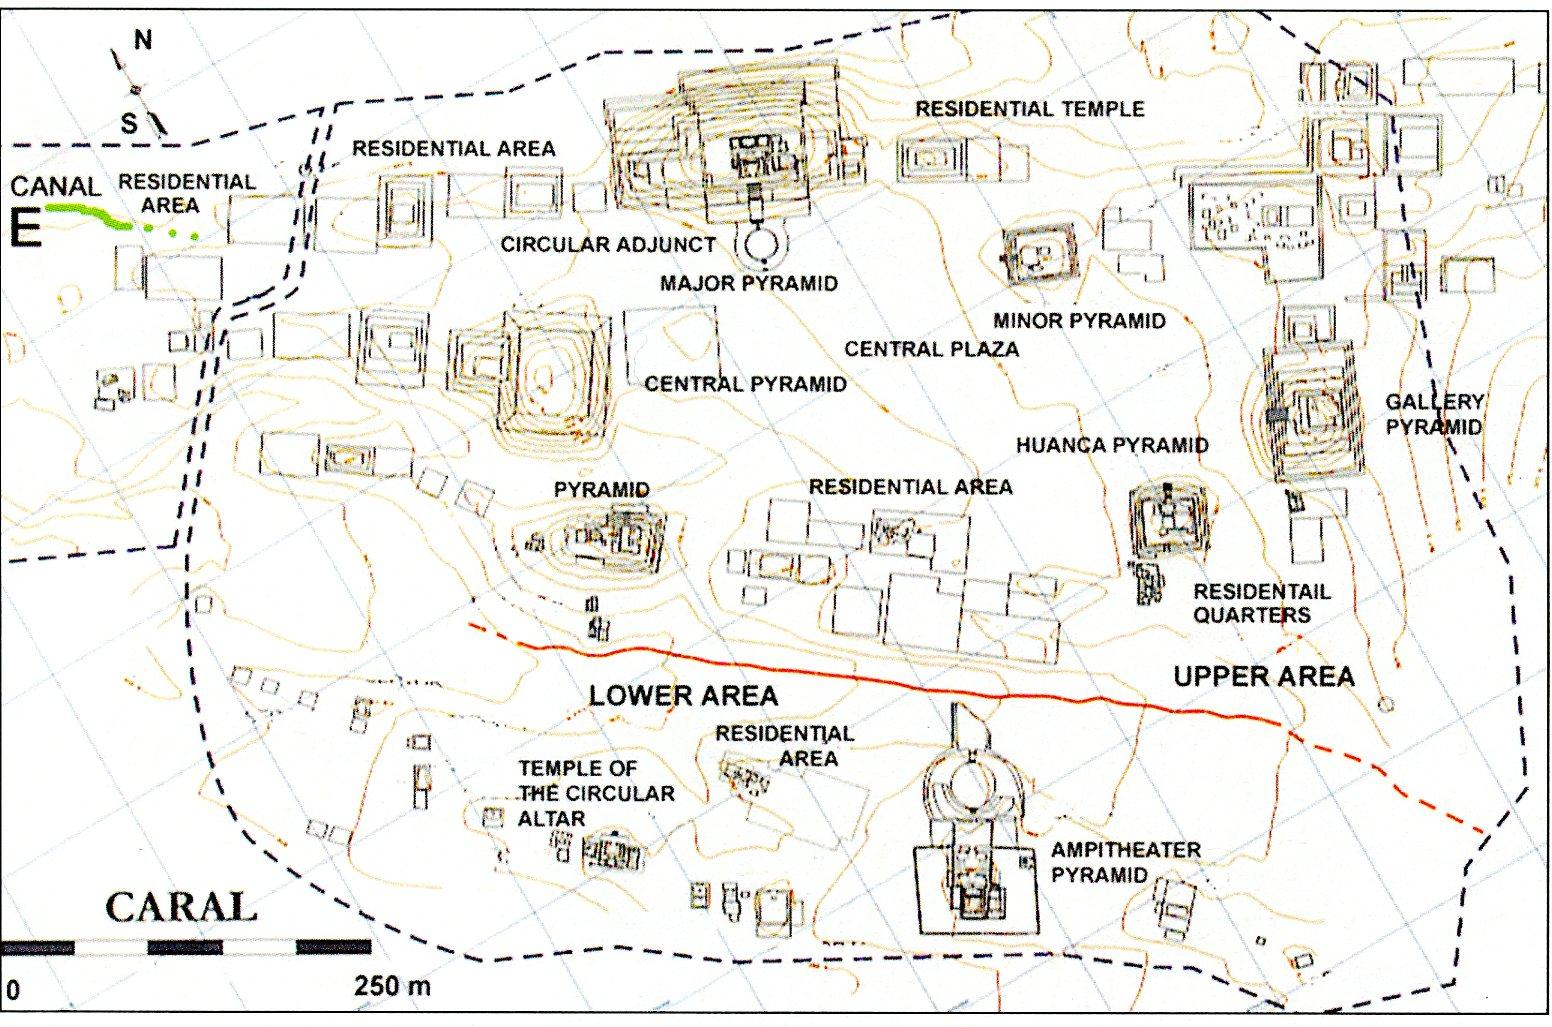 N
S
RESIDENTIAL TEMPLE
RESIDENTIAL AREA
CANAL
RESIDENTIAL
AREA
E
CIRCULAR ADJUNCT
MAJOR PYRAMID
MINOR PYRAMID
CENTRAL PLAZA
CENTRAL PYRAMID
GALLERY
PYRAMID
HUANCA PYRAMID
PYRAMID
RESIDENTIAL AREA
RESIDENTAIL
QUARTERS
UPPER AREA
LOWER AREA
RESIDENTIAL
AREA
TEMPLE OF
THE CIRCULAR
ALTAR
AMPITHEATER
PYRAMID
CARAL
0
250 m